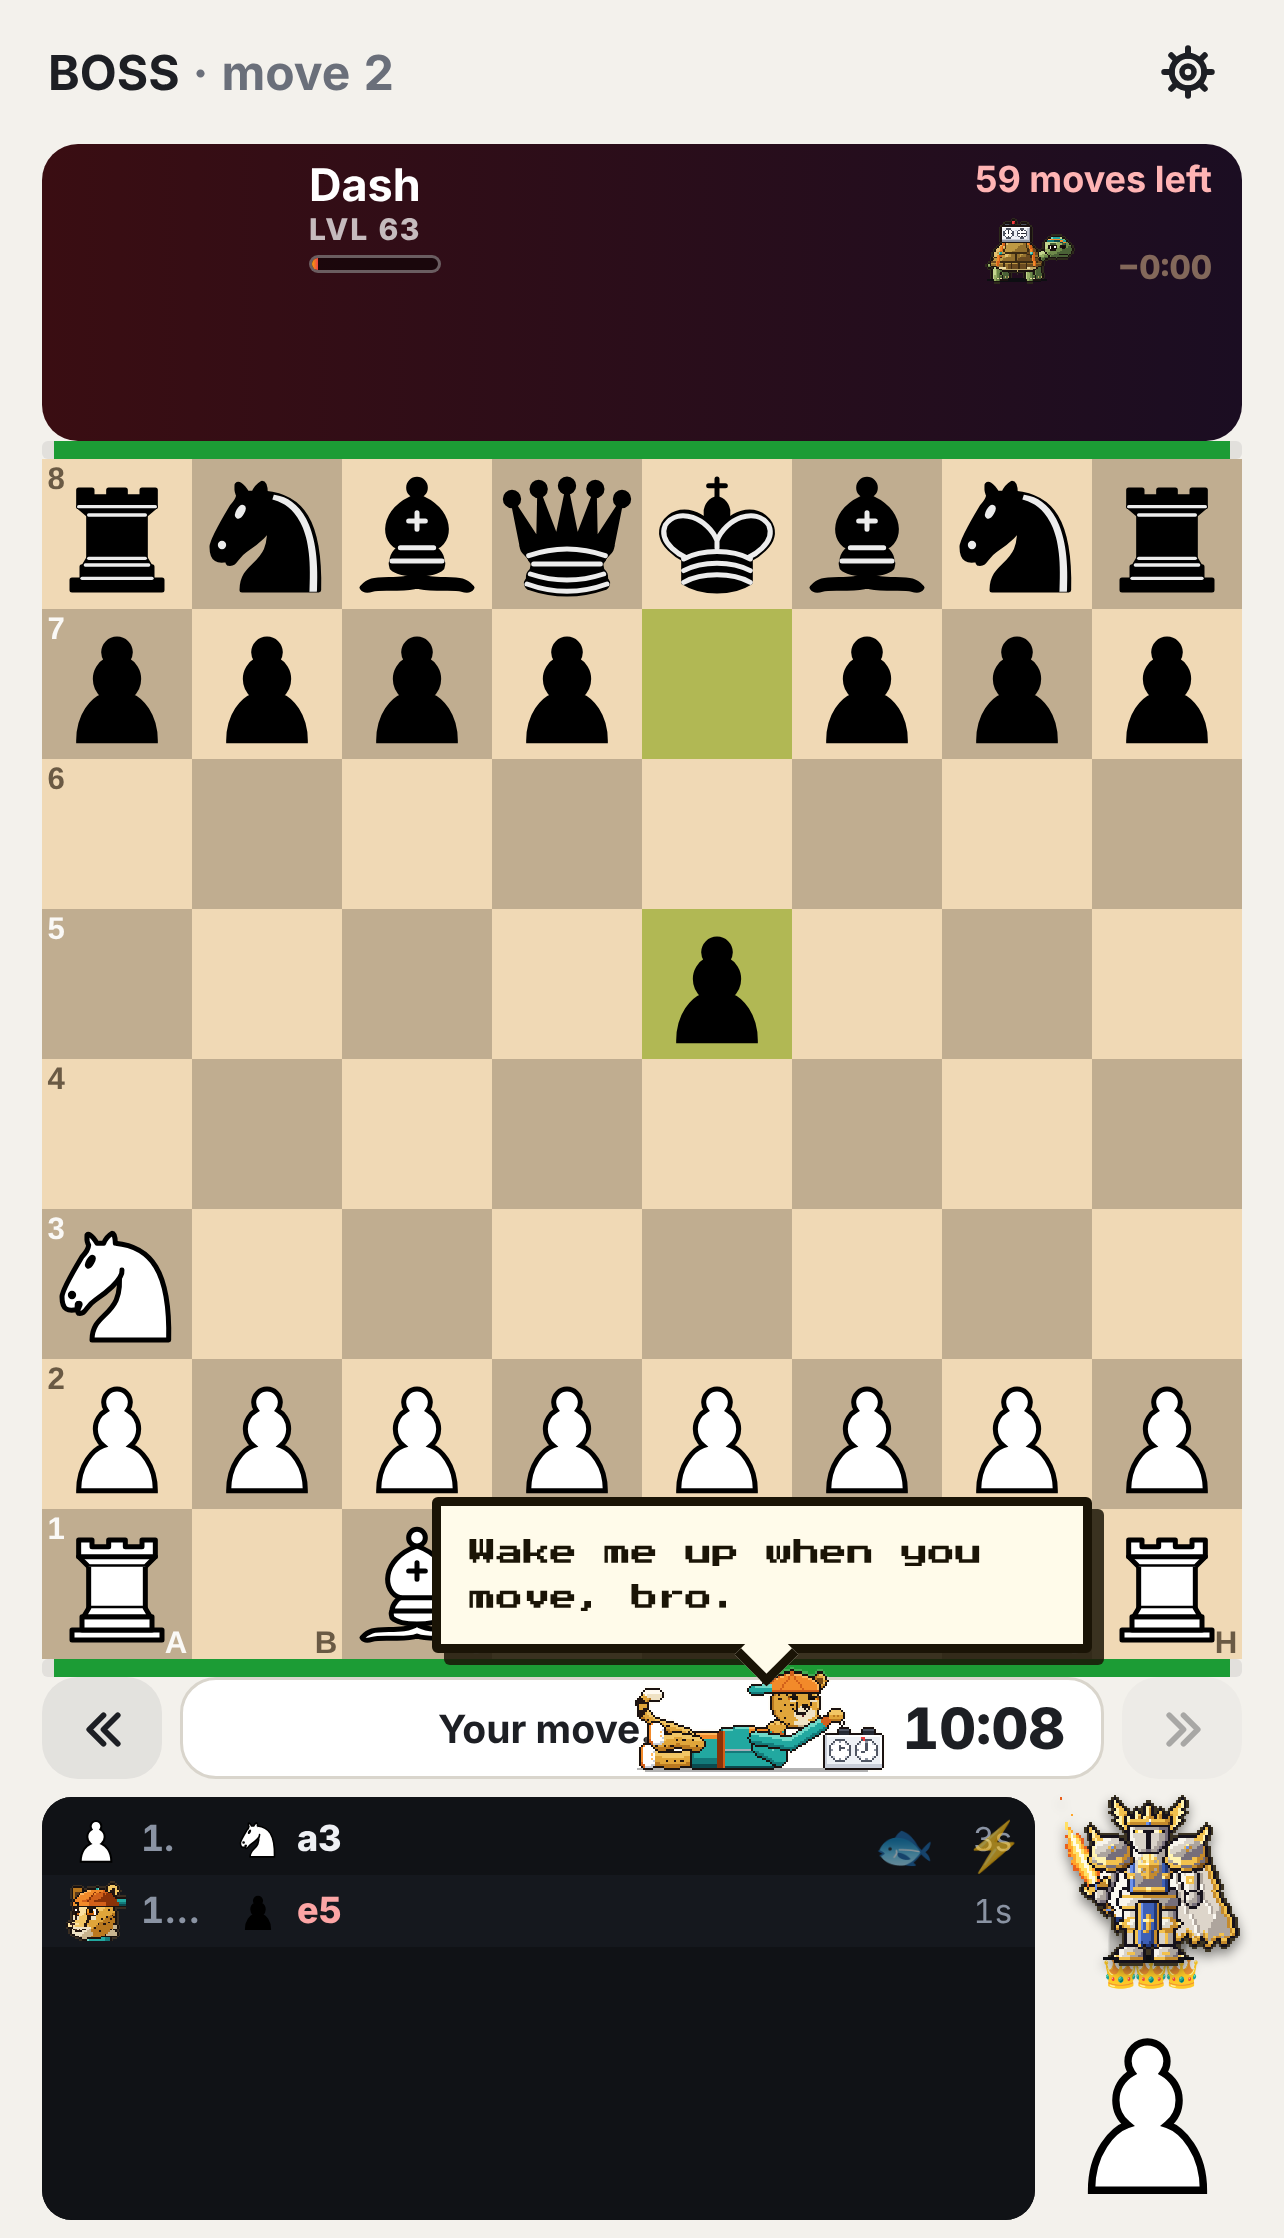 BOSS · move 2
Dash
LVL 63
59 moves left
−0:00
8
7
6
5
4
3
2
1
A
B
H
Wake me up when you
move, bro.
Your move
10:08
1. a3 3s
1... e5 1s